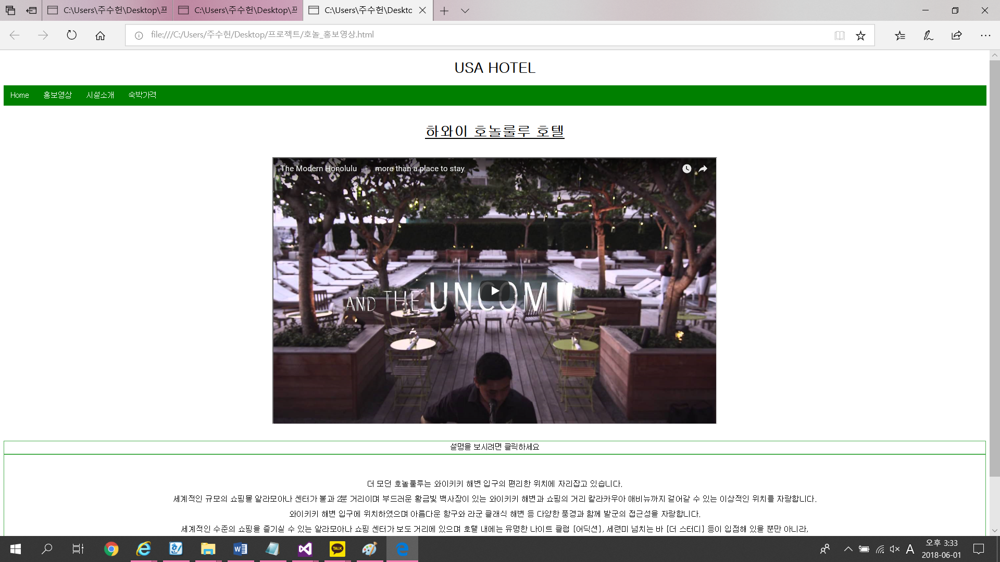 C:\Users\주수헌\Desktop\프
C:\Users\주수헌\Desktop\프
C:\Users\주수헌\Deskto
file:///C:/Users/주수헌/Desktop/프로젝트/호놀_홍보영상.html
USA HOTEL
Home 홍보영상 시설소개 숙박가격
하와이 호놀룰루 호텔
The Modern Honolulu - more than a place to stay
AND THE UNCOM
설명을 보시려면 클릭하세요
더 모던 호놀룰루는 와이키키 해변 입구의 편리한 위치에 자리잡고 있습니다.
세계적인 규모의 쇼핑몰 알라모아나 센터가 불과 2분 거리이며 부드러운 황금빛 백사장이 있는 와이키키 해변과 쇼핑의 거리 칼라카우아 애비뉴까지 걸어갈 수 있는 이상적인 위치를 자랑합니다.
와이키키 해변 입구에 위치하였으며 아름다운 항구와 라군 클래식 해변 등 다양한 풍경과 함께 발군의 접근성을 자랑합니다.
세계적인 수준의 쇼핑을 즐기실 수 있는 알라모아나 쇼핑 센터가 보도 거리에 있으며 호텔 내에는 유명한 나이트 클럽 [어딕션], 세련미 넘치는 바 [더 스터디] 등이 입점해 있을 뿐만 아니라,
TALK
A
오후 3:33
2018-06-01